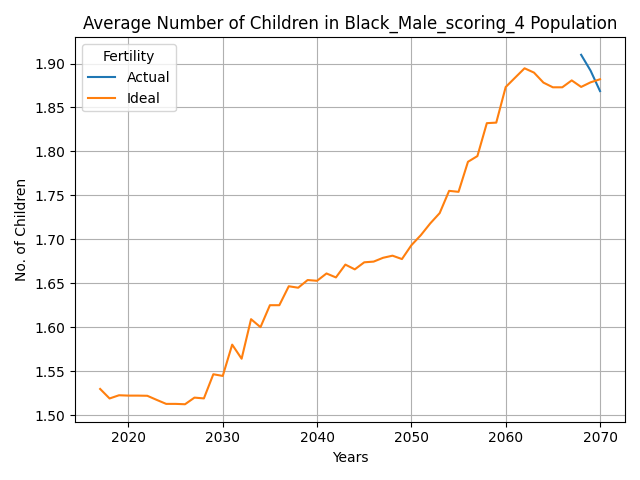 Average Number of Children in Black_Male_scoring_4 Population
Fertility
Actual
Ideal
No. of Children
1.90
1.85
1.80
1.75
1.70
1.65
1.60
1.55
1.50
2020 2030 2040 2050 2060 2070
Years